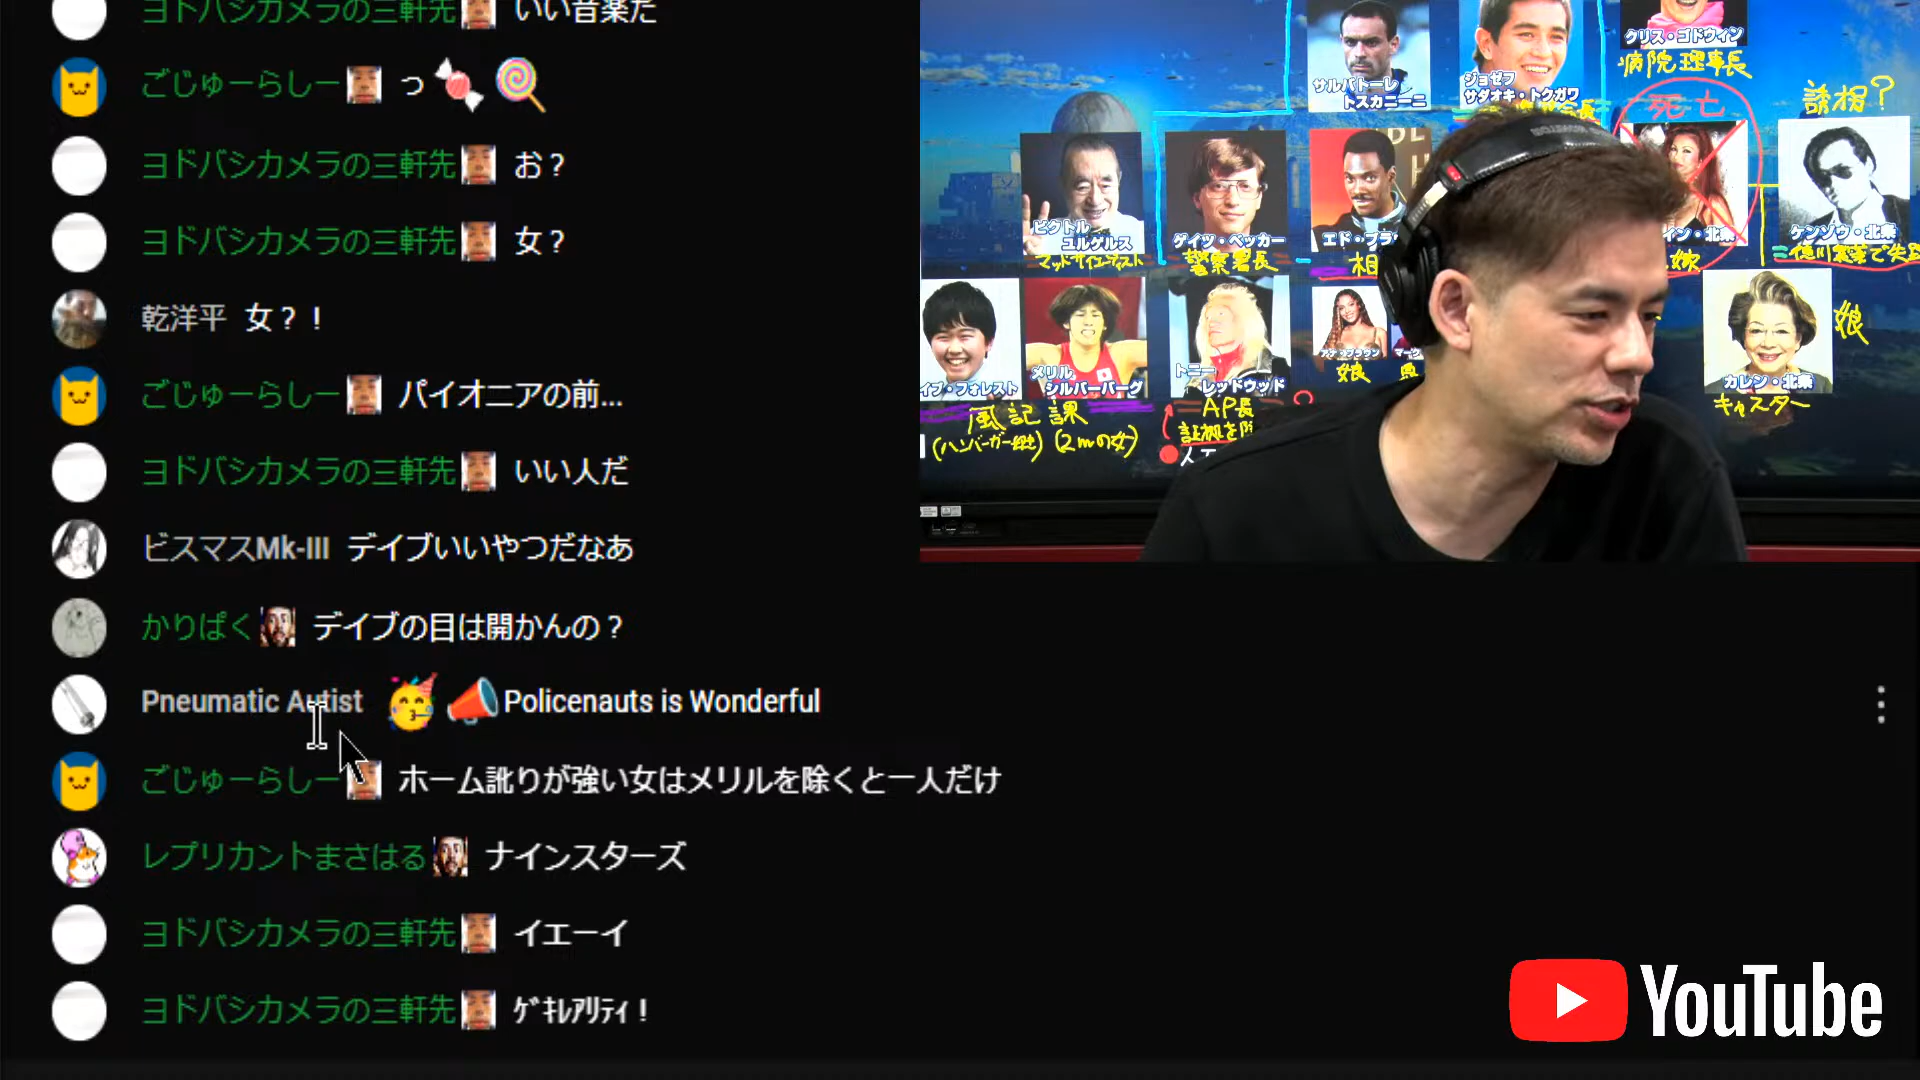 ヨドバシカメラの三軒先 いい音楽だ
ごじゅーらしー っ
ヨドバシカメラの三軒先 お？
ヨドバシカメラの三軒先 女？
乾洋平 女？！
ごじゅーらしー パイオニアの前...
ヨドバシカメラの三軒先 いい人だ
ビスマスMk-III デイブいいやつだなあ
かりぱく デイブの目は開かんの？
Pneumatic Autist Policenauts is Wonderful
ごじゅーらしー ホーム訛りが強い女はメリルを除くと一人だけ
レプリカントまさはる ナインスターズ
ヨドバシカメラの三軒先 イエーイ
ヨドバシカメラの三軒先 ｹﾞｷﾚｱﾘﾃｨ！
サルバトーレ
トスカニーニ
ジョゼフ
サダオキ・トクガワ
クリス・ゴドウィン
病院理事長
死亡
誘拐？
ビクトル
ユルゲルス
マッドサイエンティスト
ゲイツ・ベッカー
警察署長
エド・ブラ
相
イン・北条
嫁
ケンゾウ・北条
イブ・フォレスト
メリル
シルバーバーグ
風記課
(2mの女)
トニー
レッドウッド
AP長
証拠を
アナ・ブラウン
娘
マーク
カレン・北条
娘
キャスター
YouTube